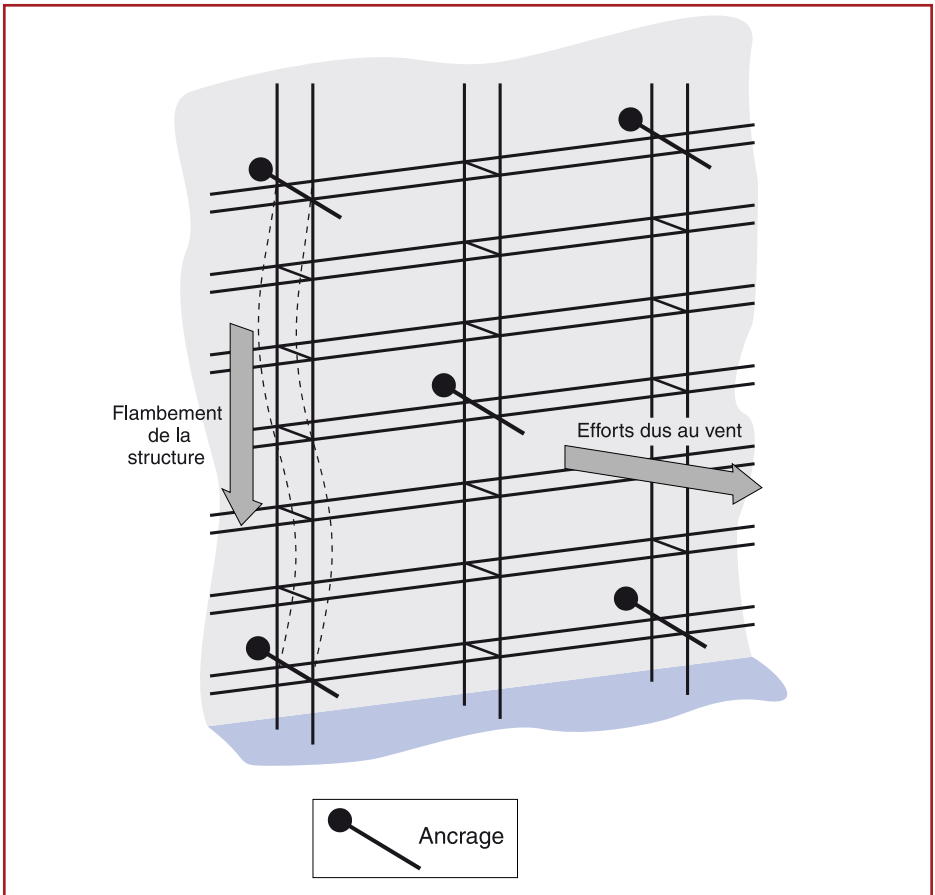 Flambement
de la
structure
Efforts dus au vent
Ancrage